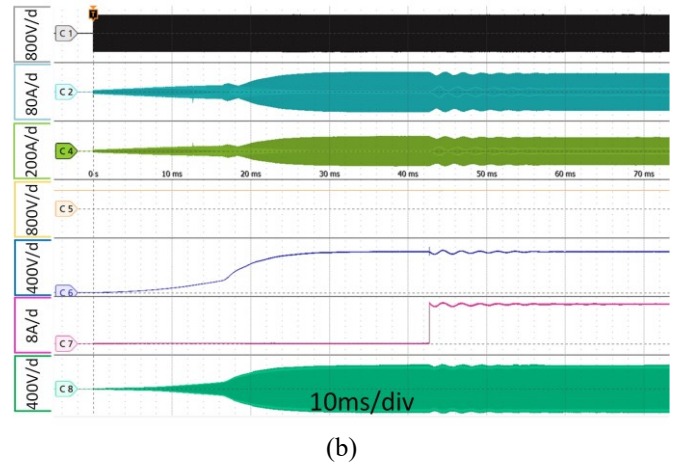 T
800V/d
C 1
80A/d
C 2
200A/d
C 4
0 s 10 ms 20 ms 30 ms 40 ms 50 ms 60 ms 70 ms
800V/d
C 5
400V/d
C 6
8A/d
C 7
400V/d
C 8
10ms/div
(b)